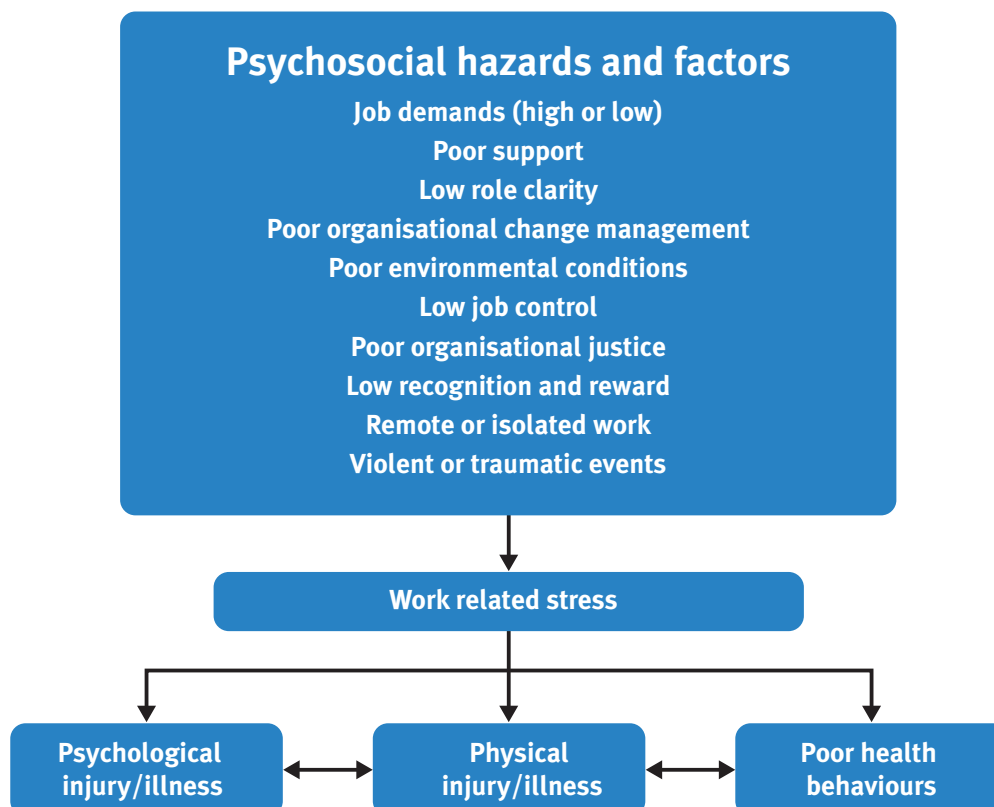 Psychosocial hazards and factors
Job demands (high or low)
Poor support
Low role clarity
Poor organisational change management
Poor environmental conditions
Low job control
Poor organisational justice
Low recognition and reward
Remote or isolated work
Violent or traumatic events
Work related stress
Psychological
injury/illness
Physical
injury/illness
Poor health
behaviours